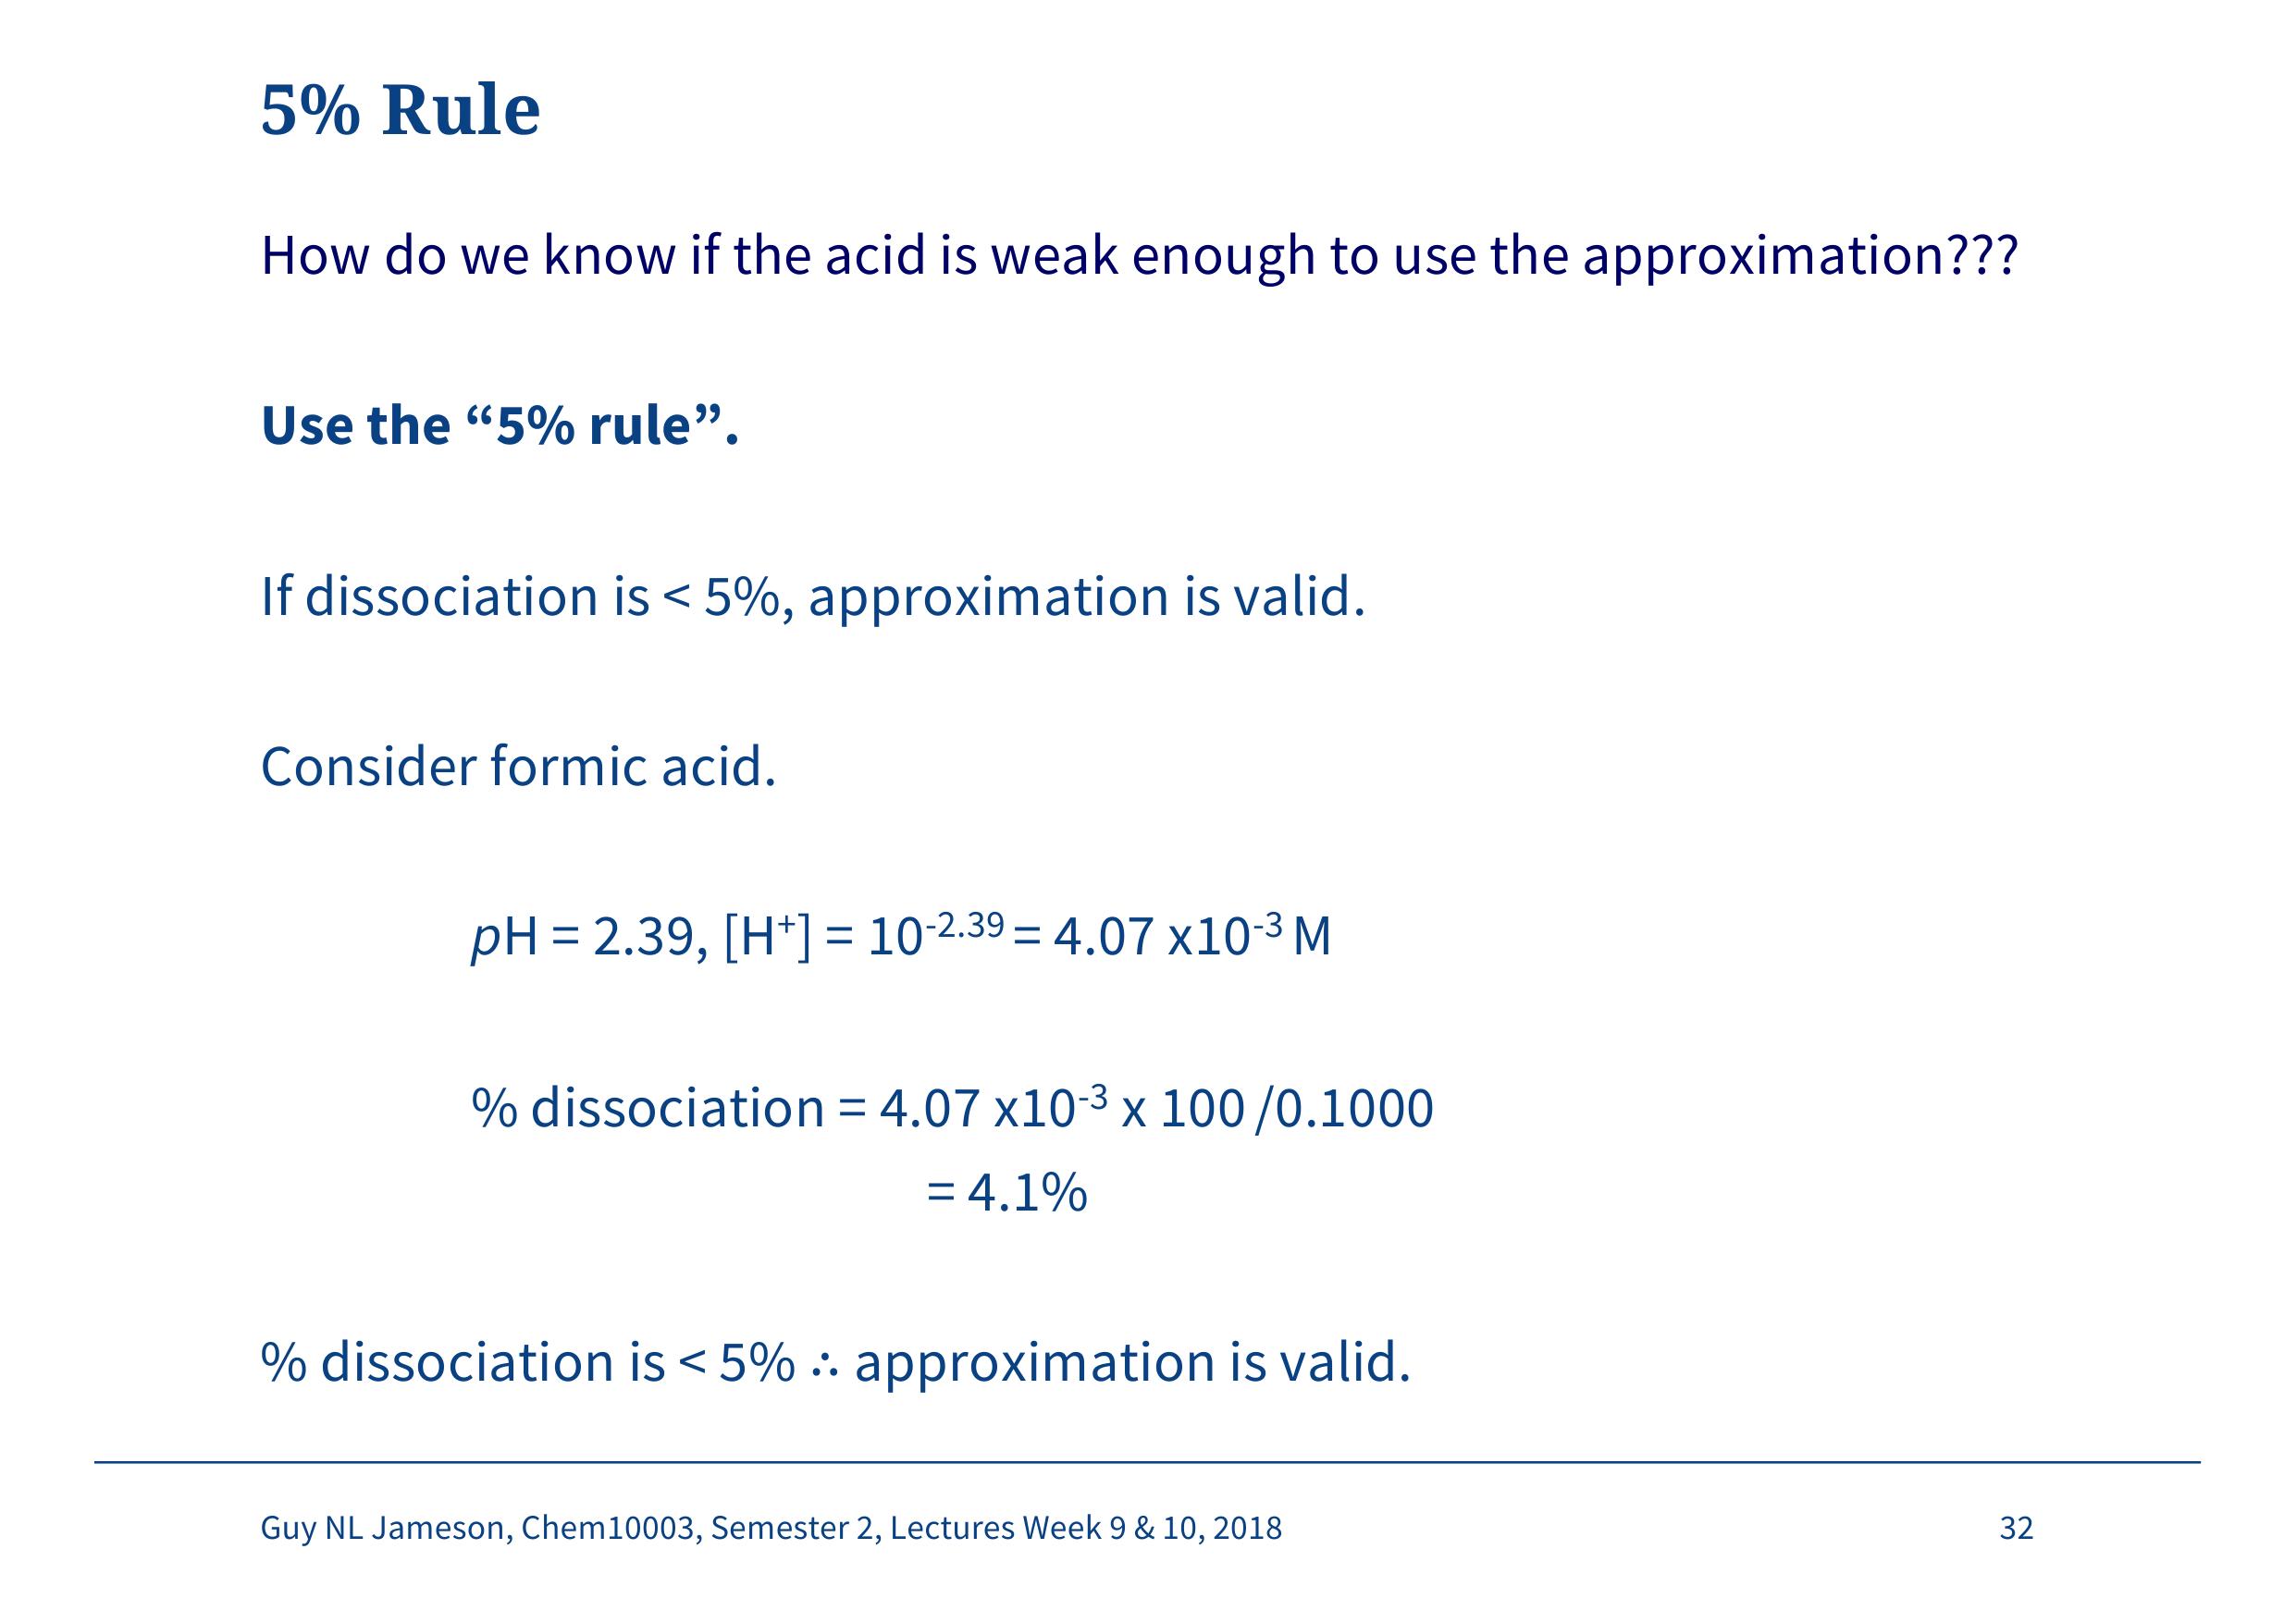 5% Rule
How do we know if the acid is weak enough to use the approximation???
Use the “5% rule”.
If dissociation is < 5%, approximation is valid.
Consider formic acid.
pH = 2.39, [H⁺] = 10⁻²·³⁹ = 4.07 x10⁻³ M
% dissociation = 4.07 x10⁻³ x 100 /0.1000
= 4.1%
% dissociation is < 5% ∴ approximation is valid.
Guy NL Jameson, Chem10003, Semester 2, Lectures Week 9 & 10, 2018
32